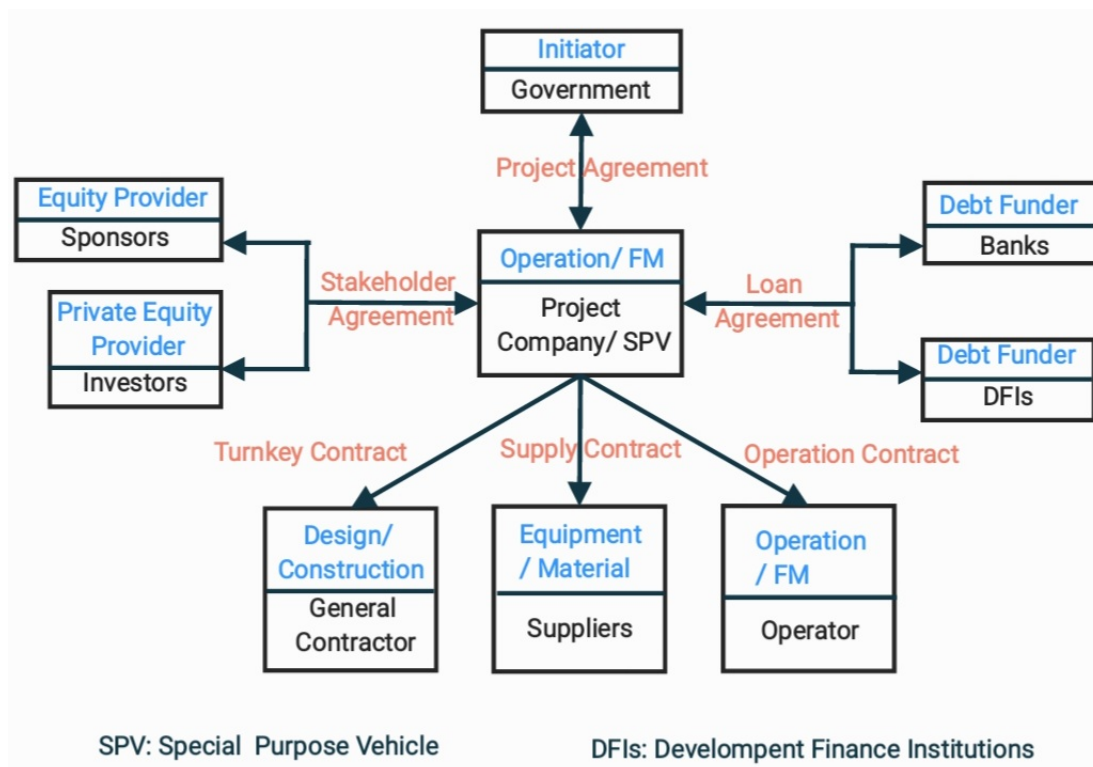 Initiator
Government
Project Agreement
Equity Provider
Sponsors
Private Equity
Provider
Investors
Stakeholder
Agreement
Operation/ FM
Project
Company/ SPV
Loan
Agreement
Debt Funder
Banks
Debt Funder
DFIs
Turnkey Contract
Supply Contract
Operation Contract
Design/
Construction
General
Contractor
Equipment
/ Material
Suppliers
Operation
/ FM
Operator
SPV: Special Purpose Vehicle
DFIs: Develompent Finance Institutions